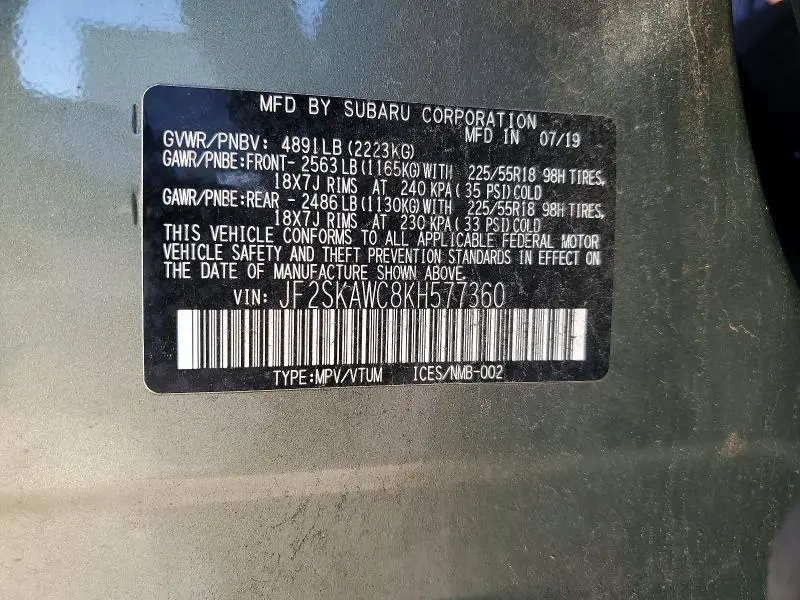 MFD BY SUBARU CORPORATION
MFD IN 07/19
GVWR/PNBV: 4891LB(2223KG)
GAWR/PNBE:FRONT- 2563LB(1165KG)WITH 225/55R18 98H TIRES,
18X7J RIMS AT 240 KPA( 35 PSI)COLD
GAWR/PNBE:REAR - 2486LB(1130KG)WITH 225/55R18 98H TIRES,
18X7J RIMS AT 230 KPA( 33 PSI)COLD
THIS VEHICLE CONFORMS TO ALL APPLICABLE FEDERAL MOTOR
VEHICLE SAFETY AND THEFT PREVENTION STANDARDS IN EFFECT ON
THE DATE OF MANUFACTURE SHOWN ABOVE.
VIN: JF2SKAWC8KH577360
TYPE:MPV/VTUM ICES/NMB-002